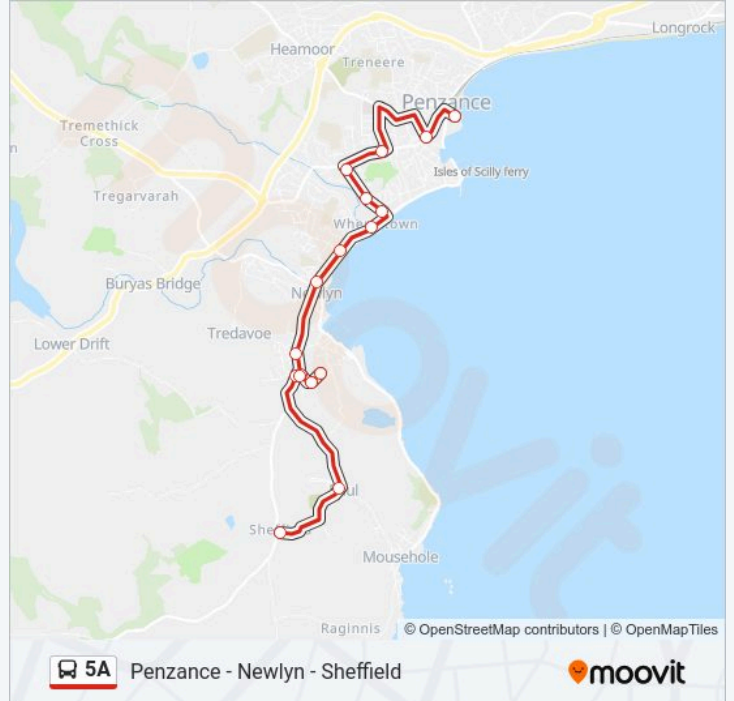 Longrock
Heamoor
Treneere
Penzance
Tremethick
Cross
Isles of Scilly ferry
Tregarvarah
Newlyn
Buryas Bridge
Tredavoe
Lower Drift
Mousehole
Raginnis
© OpenStreetMap contributors | © OpenMapTiles
5A
Penzance - Newlyn - Sheffield
moovit